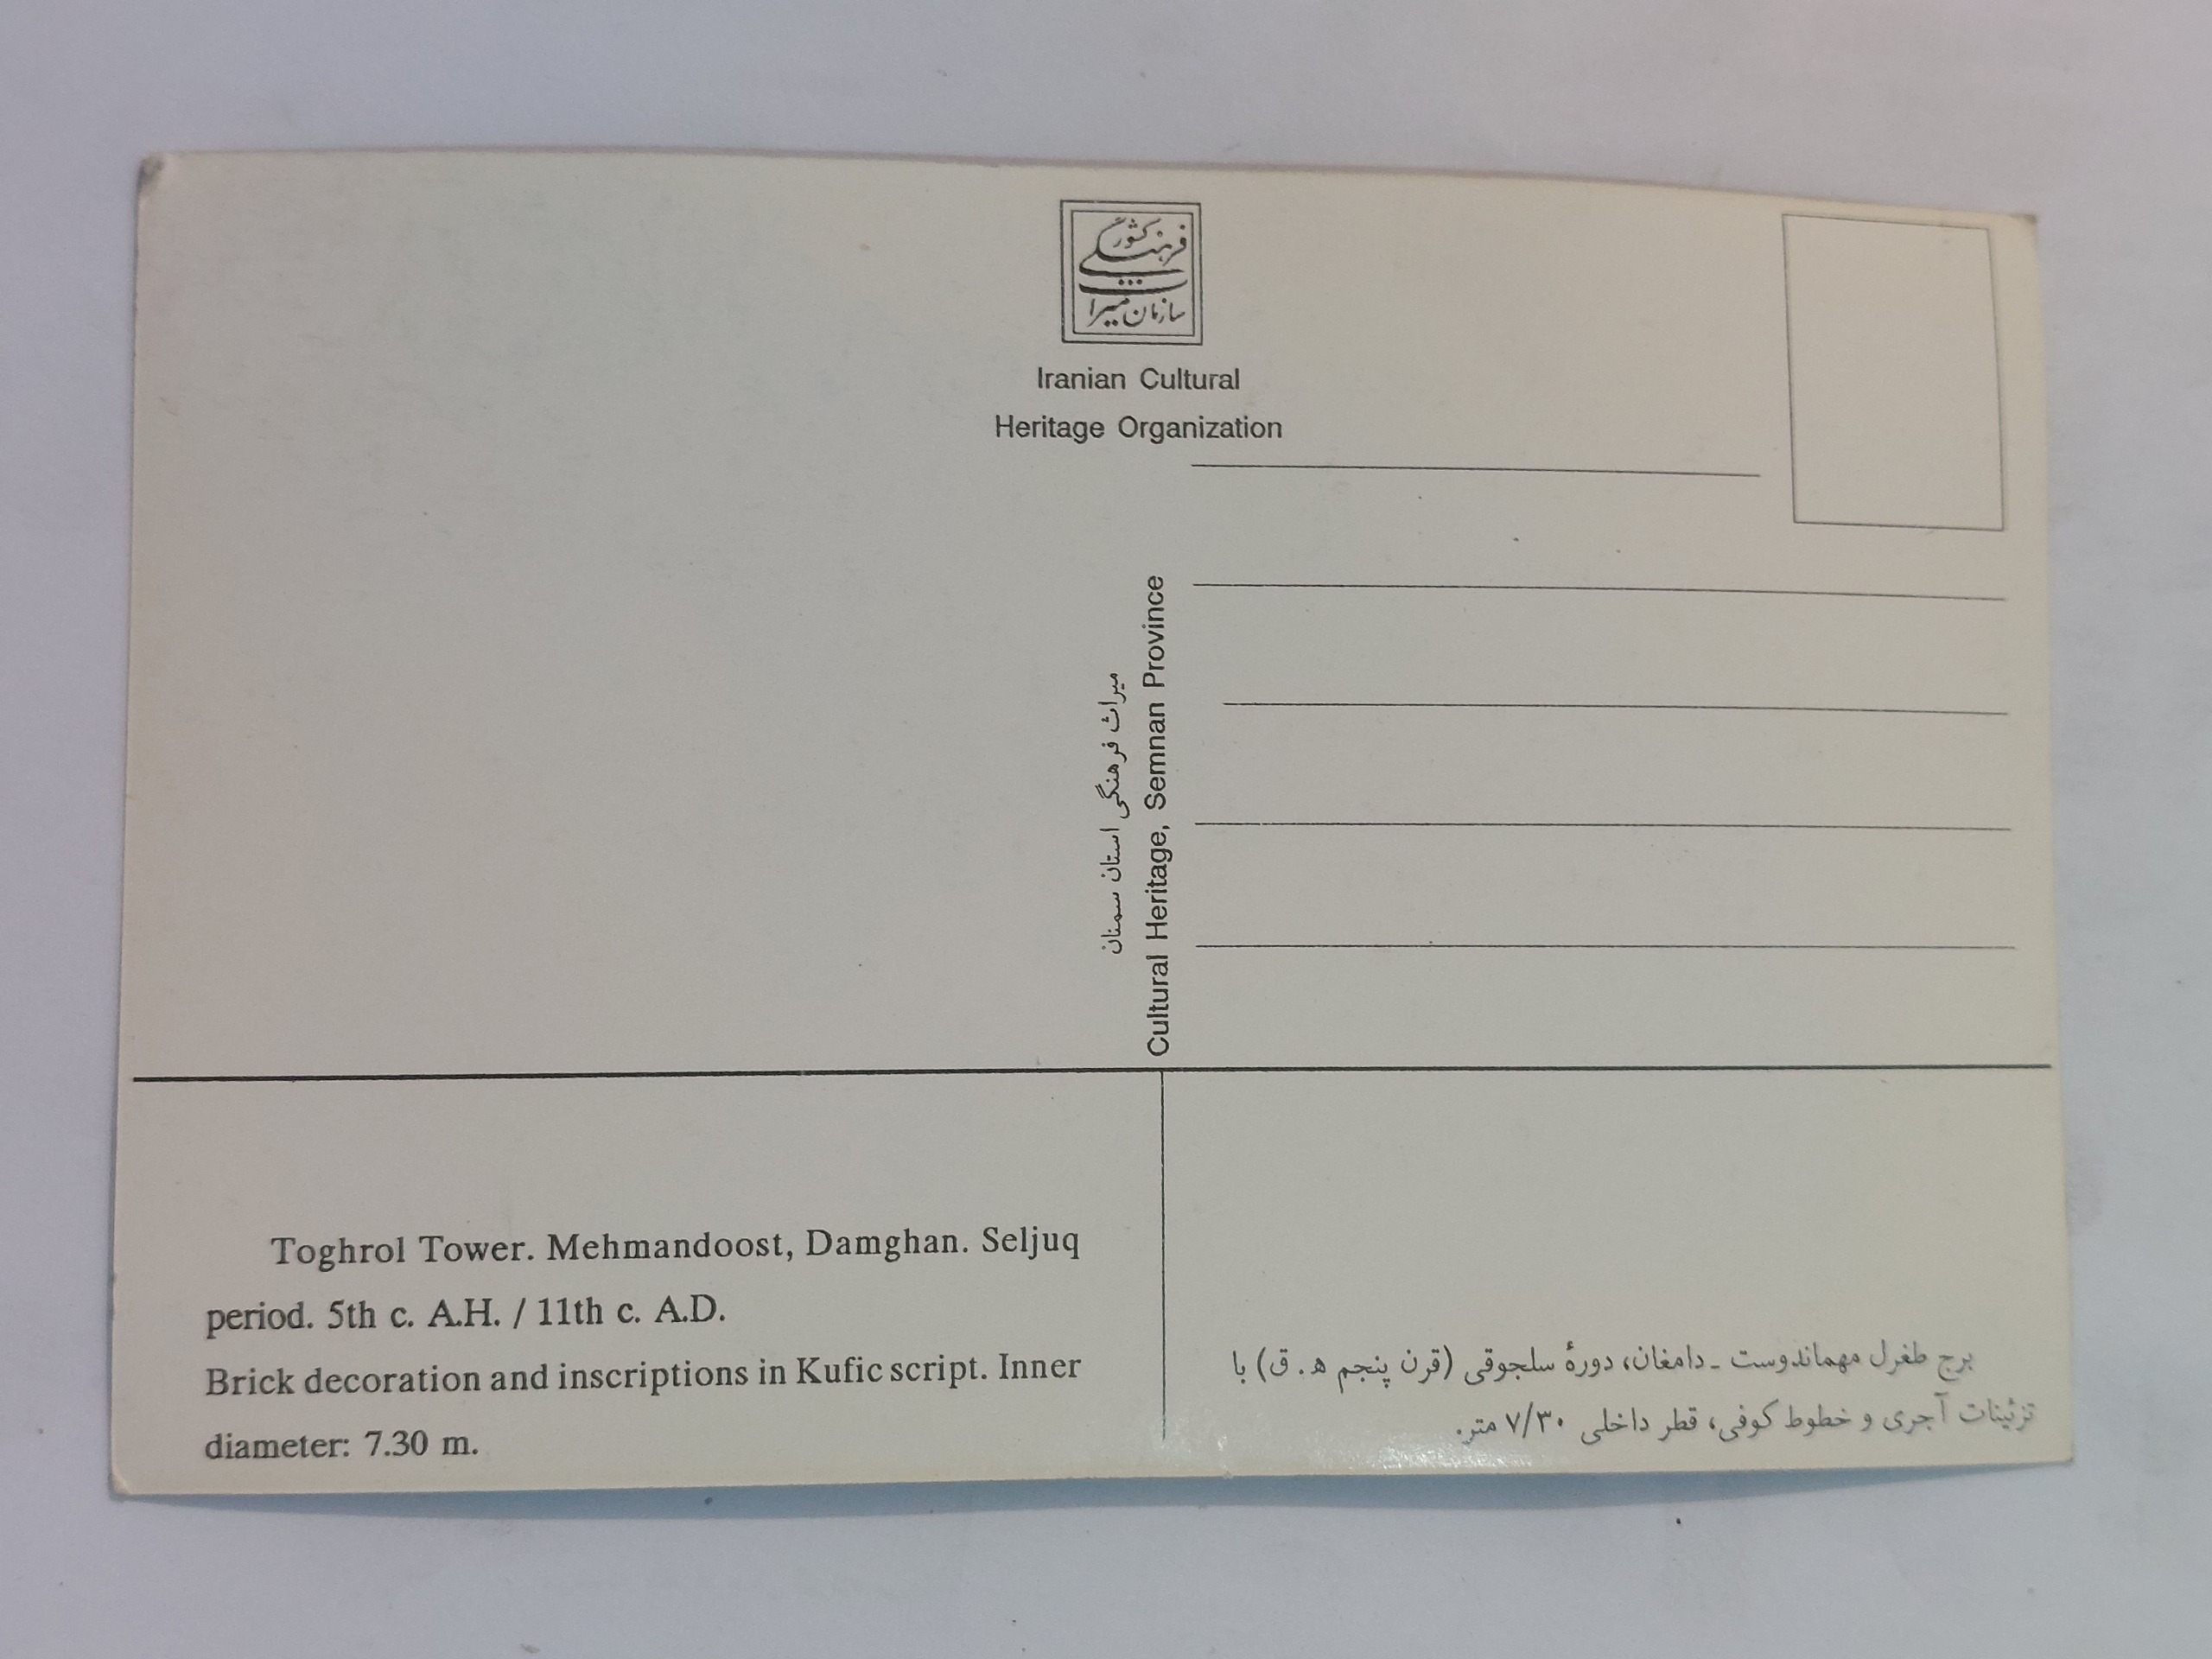 فرهنگی کشور
سازمان میراث
Iranian Cultural
Heritage Organization
میراث فرهنگی استان سمنان
Cultural Heritage, Semnan Province
Toghrol Tower. Mehmandoost, Damghan. Seljuq
period. 5th c. A.H. / 11th c. A.D.
Brick decoration and inscriptions in Kufic script. Inner
diameter: 7.30 m.
برج طغرل مهماندوست ـ دامغان، دورهٔ سلجوقی (قرن پنجم ه‍ . ق) با
تزئینات آجری و خطوط کوفی، قطر داخلی ۷/۳۰ متر.